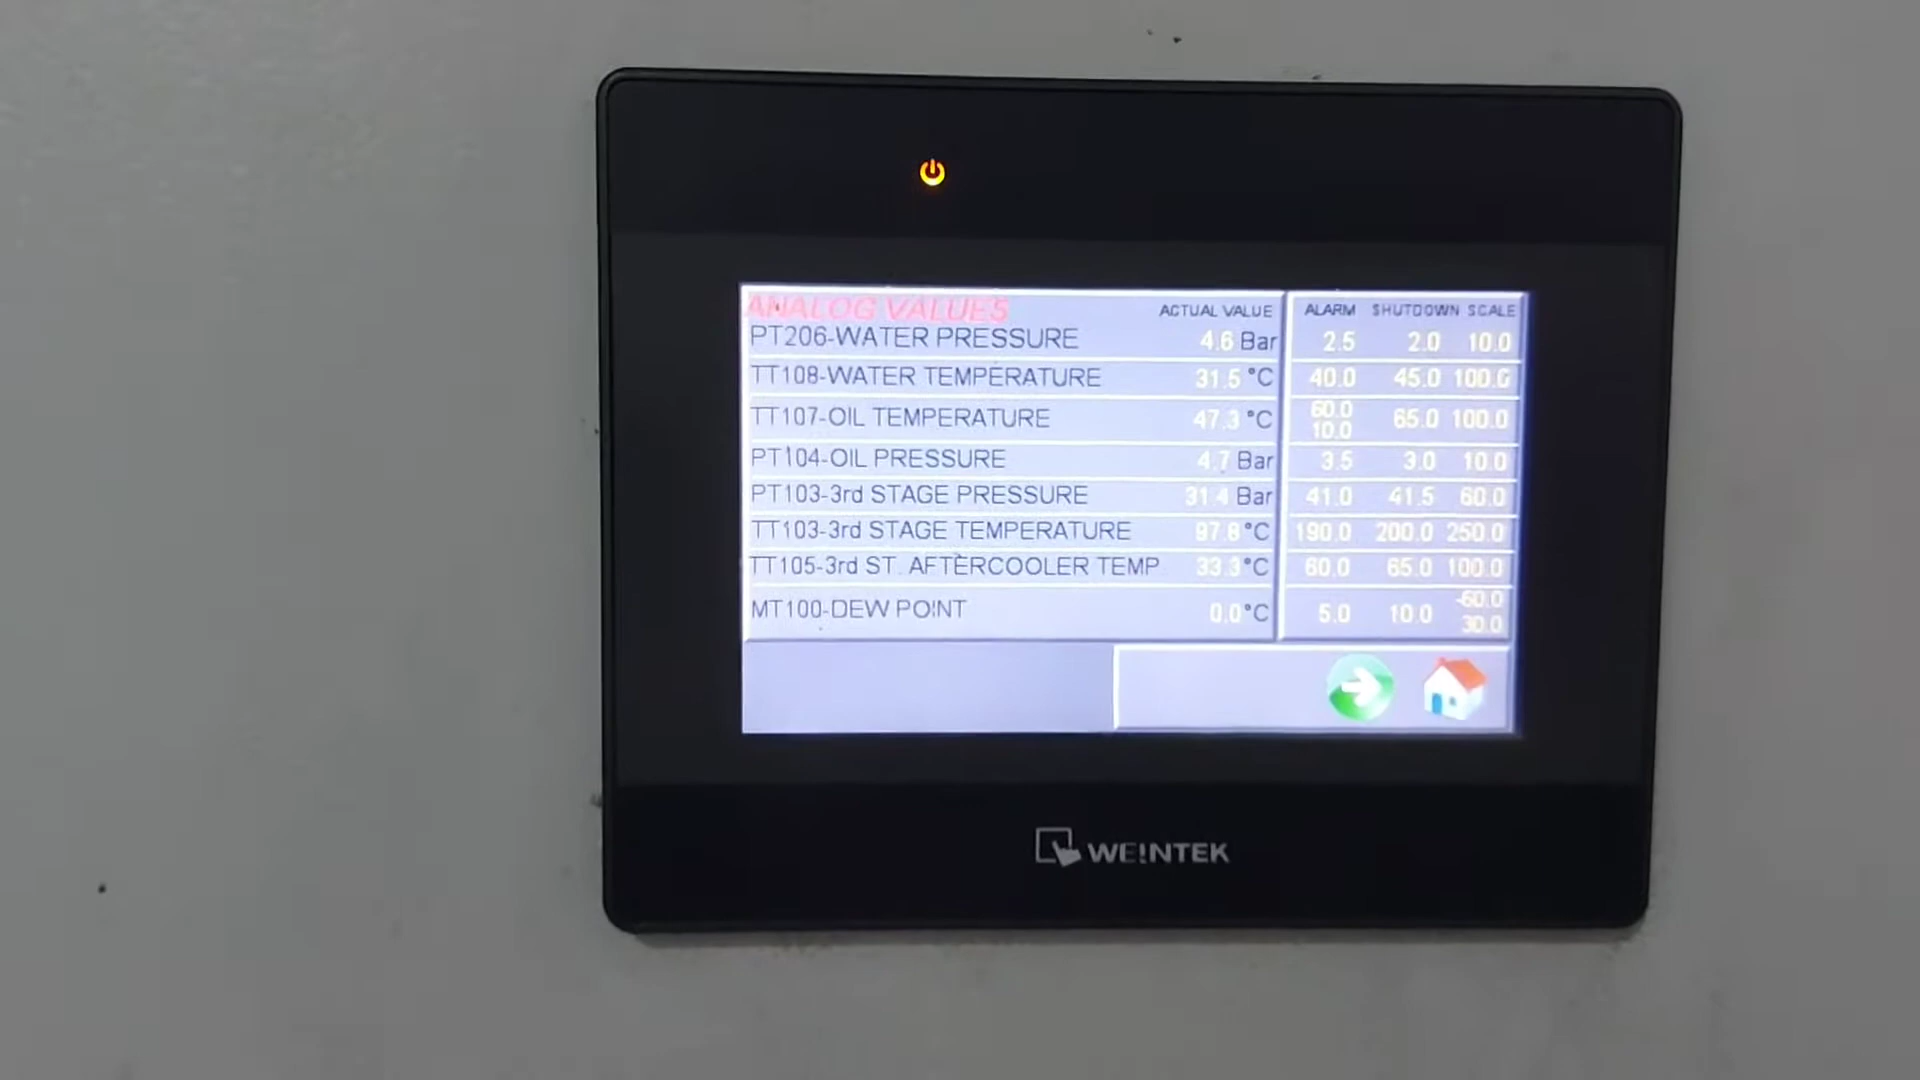 ANALOG VALUES ACTUAL VALUE ALARM SHUTDOWN SCALE
PT206-WATER PRESSURE 4.6 Bar 2.5 2.0 10.0
TT108-WATER TEMPERATURE 31.5 °C 40.0 45.0 100.0
TT107-OIL TEMPERATURE 47.3 °C 60.0 10.0 65.0 100.0
PT104-OIL PRESSURE 4.7 Bar 3.5 3.0 10.0
PT103-3rd STAGE PRESSURE 31.4 Bar 41.0 41.5 60.0
TT103-3rd STAGE TEMPERATURE 97.8 °C 190.0 200.0 250.0
TT105-3rd ST. AFTERCOOLER TEMP 33.3 °C 60.0 65.0 100.0
MT100-DEW POINT 0.0 °C 5.0 10.0 -60.0 30.0
WEINTEK